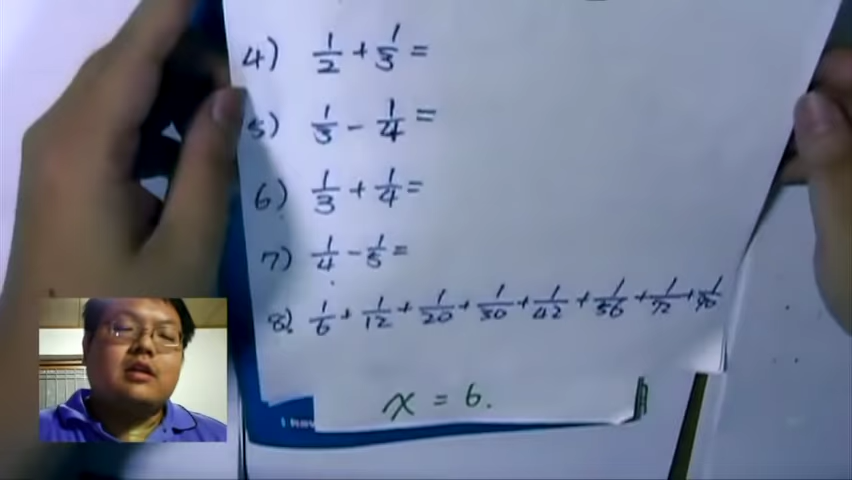 4) 1/2 + 1/3 =
5) 1/3 - 1/4 =
6) 1/3 + 1/4 =
7) 1/4 - 1/5 =
8) 1/6 + 1/12 + 1/20 + 1/30 + 1/42 + 1/56 + 1/72 + 1/90
x = 6.
I have